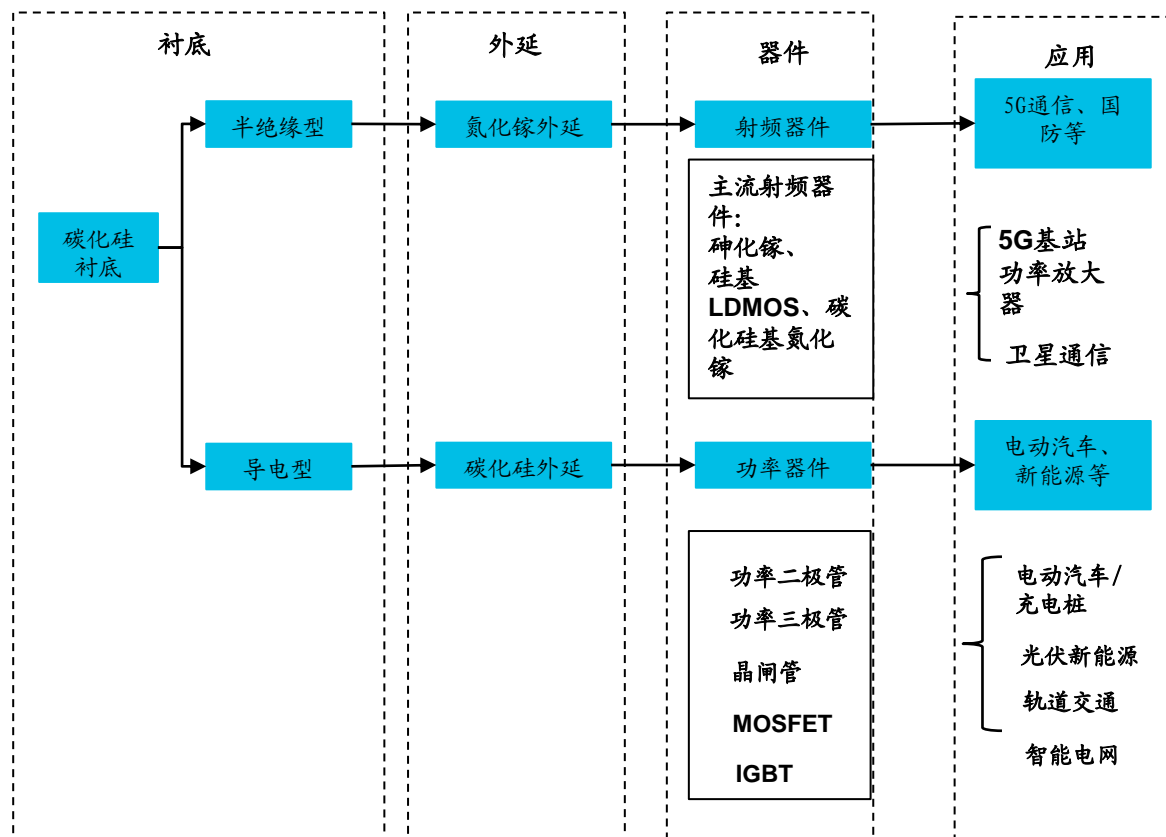 衬底
外延
器件
应用
半绝缘型
氮化镓外延
射频器件
5G通信、国
防等
主流射频器
件:
砷化镓、
硅基
LDMOS、碳
化硅基氮化
镓
碳化硅
衬底
5G基站
功率放大
器
卫星通信
导电型
碳化硅外延
功率器件
电动汽车、
新能源等
功率二极管
功率三极管
晶闸管
MOSFET
IGBT
电动汽车/
充电桩
光伏新能源
轨道交通
智能电网